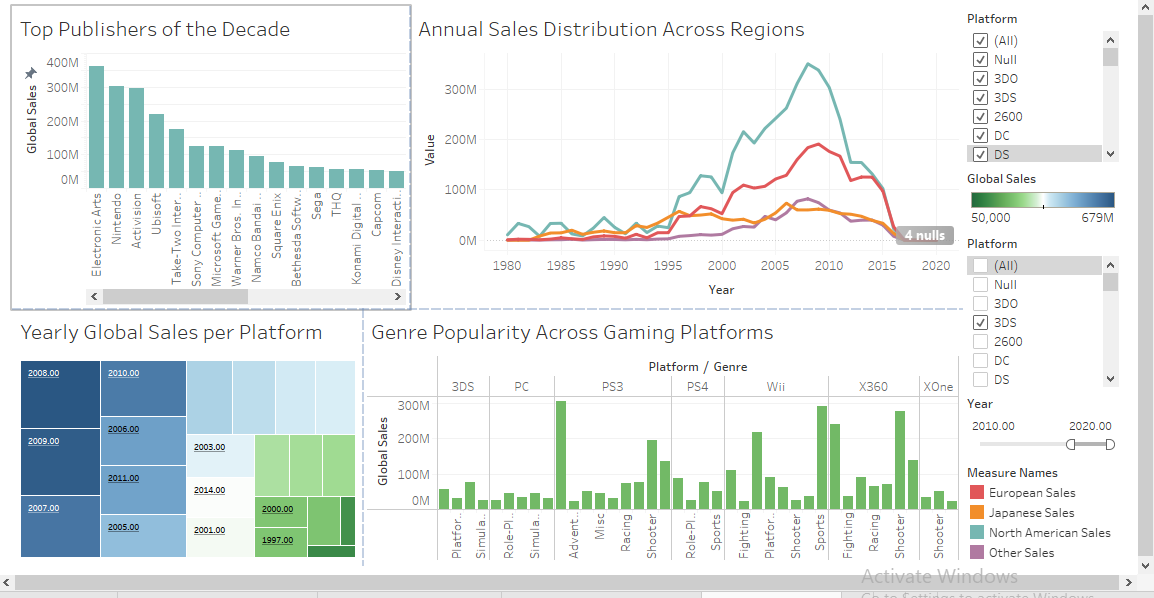 Top Publishers of the Decade
Global Sales
400M
300M
200M
100M
0M
Electronic Arts
Nintendo
Activision
Ubisoft
Take-Two Inter..
Sony Computer..
Microsoft Game..
Warner Bros. In..
Namco Bandai ..
Square Enix
Bethesda Softw..
Sega
THQ
Konami Digital ..
Capcom
Disney Interacti..
Annual Sales Distribution Across Regions
Value
300M
200M
100M
0M
4 nulls
1980 1985 1990 1995 2000 2005 2010 2015 2020
Year
Yearly Global Sales per Platform
2008.00
2009.00
2007.00
2010.00
2006.00
2011.00
2005.00
2003.00
2014.00
2001.00
2000.00
1997.00
Genre Popularity Across Gaming Platforms
Platform / Genre
3DS PC PS3 PS4 Wii X360 XOne
Global Sales
300M
200M
100M
0M
Platfor..
Simula..
Role-Pl..
Simula..
Advent..
Misc
Racing
Shooter
Role-Pl..
Sports
Fighting
Platfor..
Shooter
Sports
Fighting
Racing
Shooter
Shooter
Platform
(All)
Null
3DO
3DS
2600
DC
DS
Global Sales
50,000 679M
Platform
(All)
Null
3DO
3DS
2600
DC
DS
Year
2010.00 2020.00
Measure Names
European Sales
Japanese Sales
North American Sales
Other Sales
Activate Windows
Go to Settings to activate Windows.